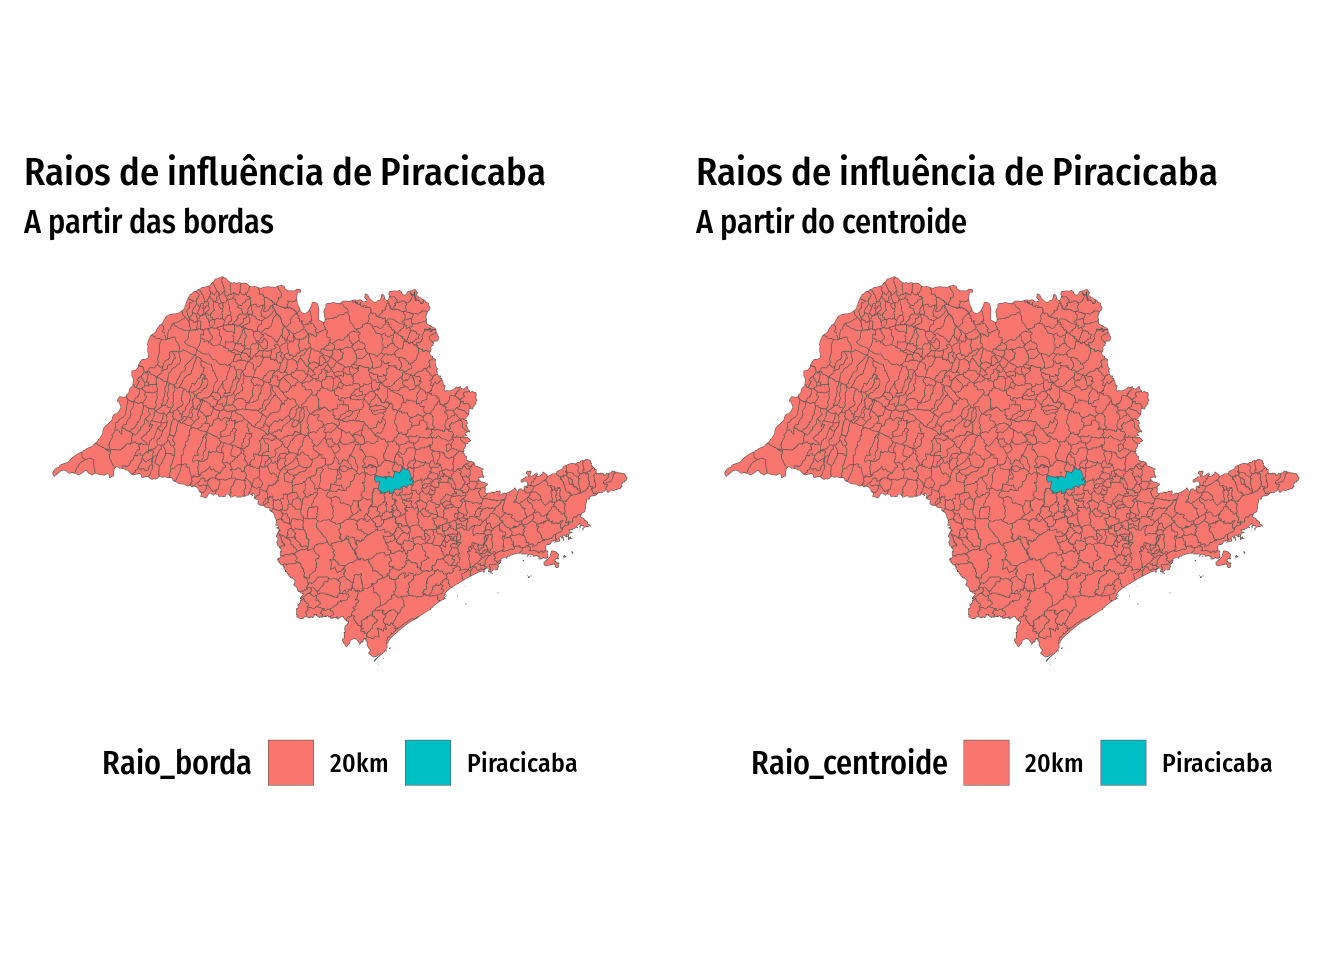 Raios de influência de Piracicaba
A partir das bordas
Raio_borda 20km Piracicaba
Raios de influência de Piracicaba
A partir do centroide
Raio_centroide 20km Piracicaba